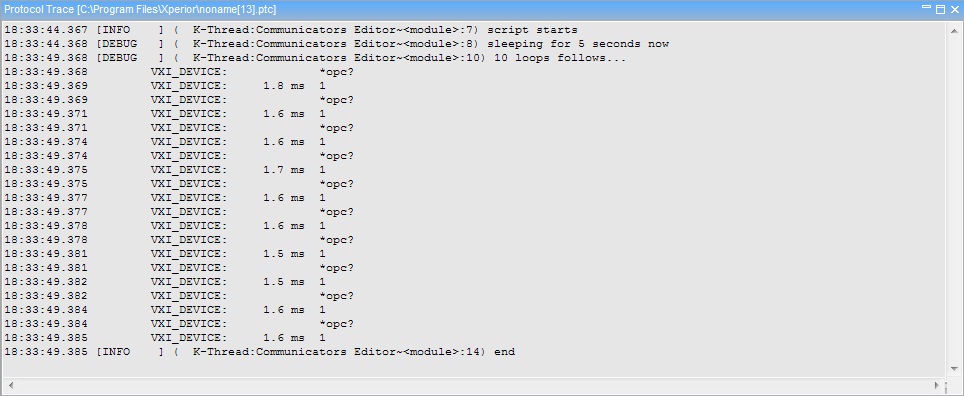 Protocol Trace [C:\Program Files\Xperior\noname[13].ptc]
18:33:44.367 [INFO    ] (  K-Thread:Communicators Editor~<module>:7) script starts
18:33:44.368 [DEBUG   ] (  K-Thread:Communicators Editor~<module>:8) sleeping for 5 seconds now
18:33:49.368 [DEBUG   ] (  K-Thread:Communicators Editor~<module>:10) 10 loops follows...
18:33:49.368         VXI_DEVICE:             *opc?
18:33:49.369         VXI_DEVICE:     1.8 ms  1
18:33:49.369         VXI_DEVICE:             *opc?
18:33:49.371         VXI_DEVICE:     1.6 ms  1
18:33:49.371         VXI_DEVICE:             *opc?
18:33:49.374         VXI_DEVICE:     1.6 ms  1
18:33:49.374         VXI_DEVICE:             *opc?
18:33:49.375         VXI_DEVICE:     1.7 ms  1
18:33:49.375         VXI_DEVICE:             *opc?
18:33:49.377         VXI_DEVICE:     1.6 ms  1
18:33:49.377         VXI_DEVICE:             *opc?
18:33:49.378         VXI_DEVICE:     1.6 ms  1
18:33:49.378         VXI_DEVICE:             *opc?
18:33:49.381         VXI_DEVICE:     1.5 ms  1
18:33:49.381         VXI_DEVICE:             *opc?
18:33:49.382         VXI_DEVICE:     1.5 ms  1
18:33:49.382         VXI_DEVICE:             *opc?
18:33:49.384         VXI_DEVICE:     1.6 ms  1
18:33:49.384         VXI_DEVICE:             *opc?
18:33:49.385         VXI_DEVICE:     1.6 ms  1
18:33:49.385 [INFO    ] (  K-Thread:Communicators Editor~<module>:14) end